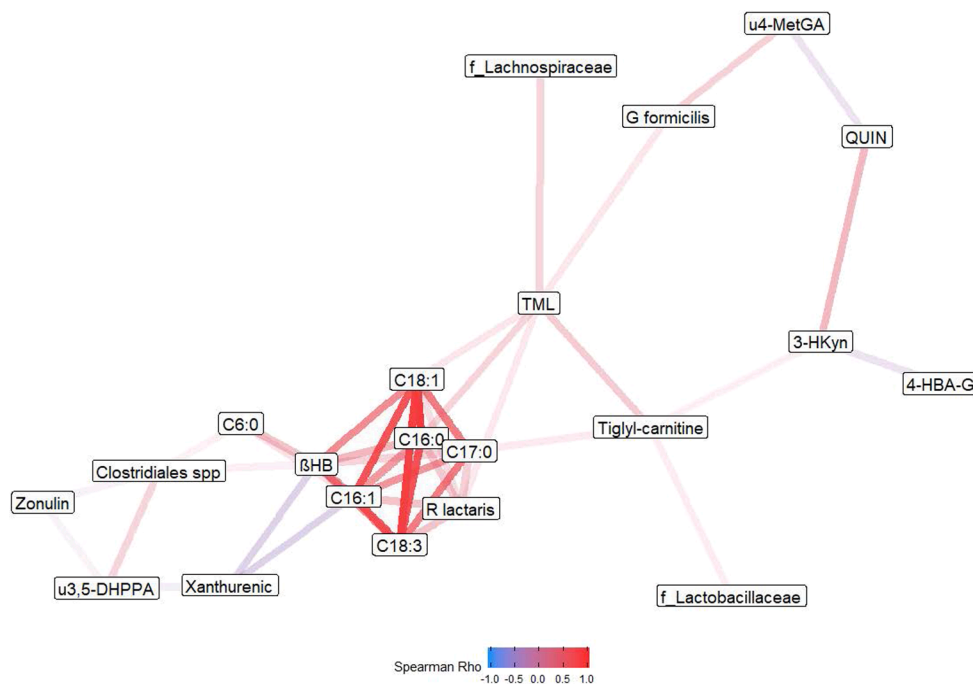 u4-MetGA
f_Lachnospiraceae
G formicilis
QUIN
TML
3-HKyn
C18:1
4-HBA-G
C6:0
Tiglyl-carnitine
C16:0
C17:0
ßHB
Clostridiales spp
C16:1
Zonulin
R lactaris
C18:3
u3,5-DHPPA
Xanthurenic
f_Lactobacillaceae
Spearman Rho
-1.0 -0.5 0.0 0.5 1.0